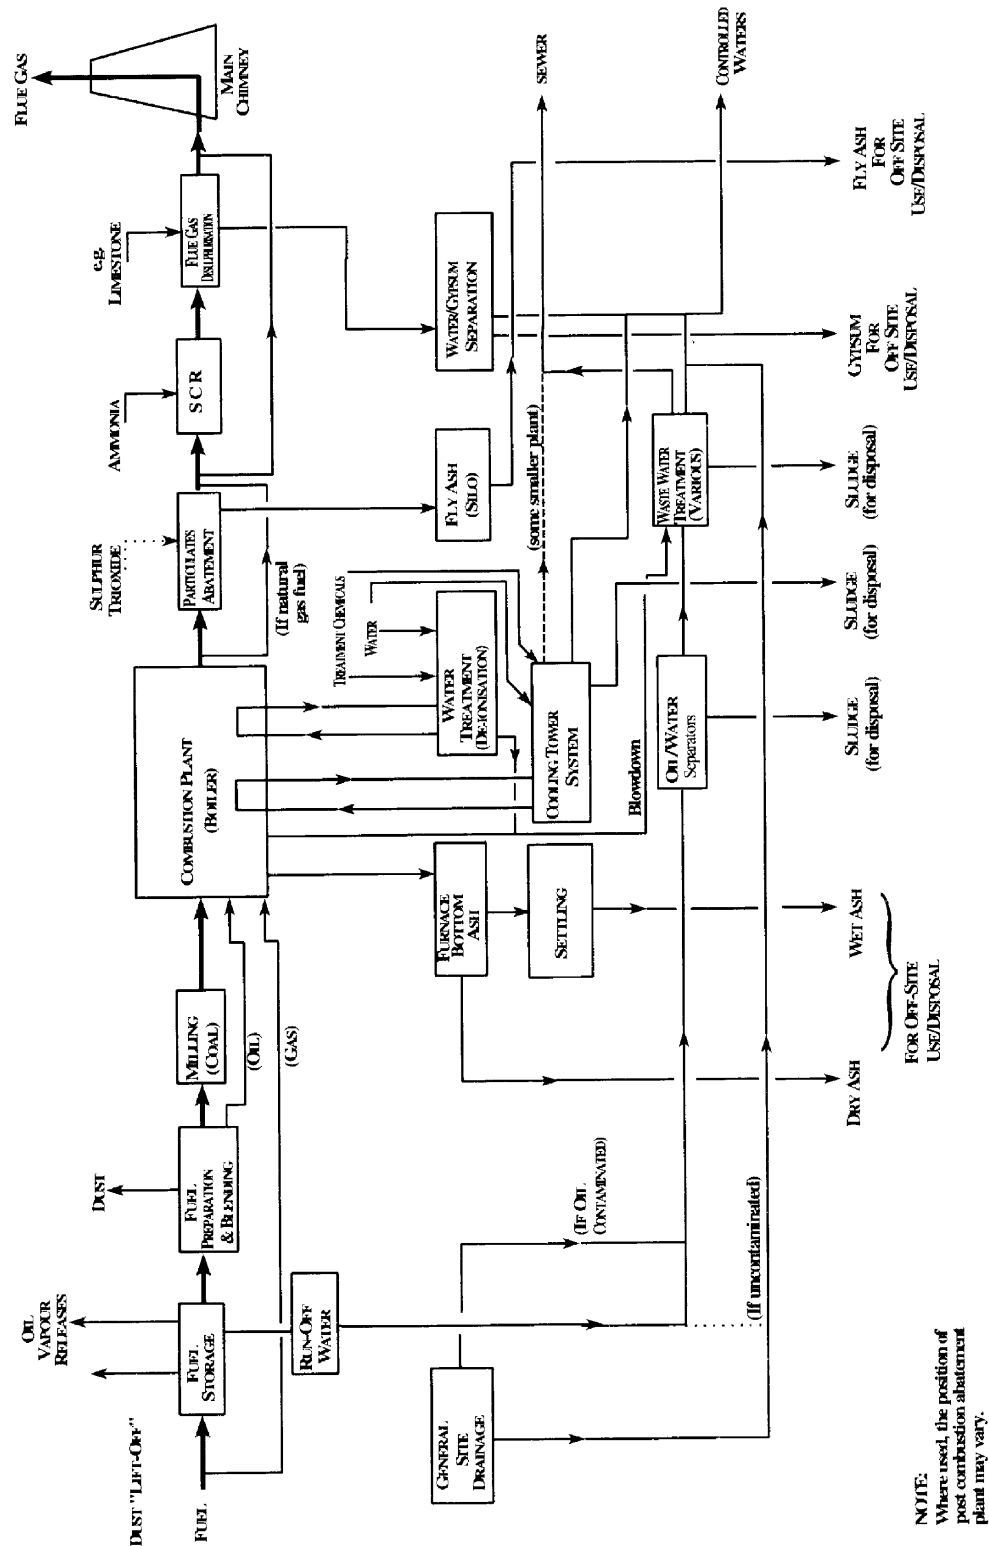 FLUE GAS
MAIN
CHIMNEY
e.g.
LIMESTONE
FLUE GAS
DESULPHURISATION
AMMONIA
SCR
SULPHUR
TRIOXIDE
PARTICULATES
ABATEMENT
(If natural
gas fuel)
COMBUSTION PLANT
(BOILER)
MILLING
(COAL)
(OIL)
(GAS)
DUST
FUEL
PREPARATION
& BLENDING
OIL
VAPOUR
RELEASES
FUEL
STORAGE
DUST "LIFT-OFF"
FUEL
RUN-OFF
WATER
GENERAL
SITE
DRAINAGE
(IF OIL
CONTAMINATED)
(If uncontaminated)
FURNACE
BOTTOM
ASH
SETTLING
TREATMENT CHEMICALS
WATER
WATER
TREATMENT
(DE-IONISATION)
COOLING TOWER
SYSTEM
Blowdown
OIL/WATER
Separators
WASTE WATER
TREATMENT
(VARIOUS)
(some smaller plant)
FLY ASH
(SILO)
WATER/GYPSUM
SEPARATION
SEWER
CONTROLLED
WATERS
FLY ASH
FOR
OFF SITE
USE/DISPOSAL
GYPSUM
FOR
OFF SITE
USE/DISPOSAL
SLUDGE
(for disposal)
SLUDGE
(for disposal)
SLUDGE
(for disposal)
WET ASH
DRY ASH
FOR OFF-SITE
USE/DISPOSAL
NOTE:
Where used, the position of
post combustion abatement
plant may vary.